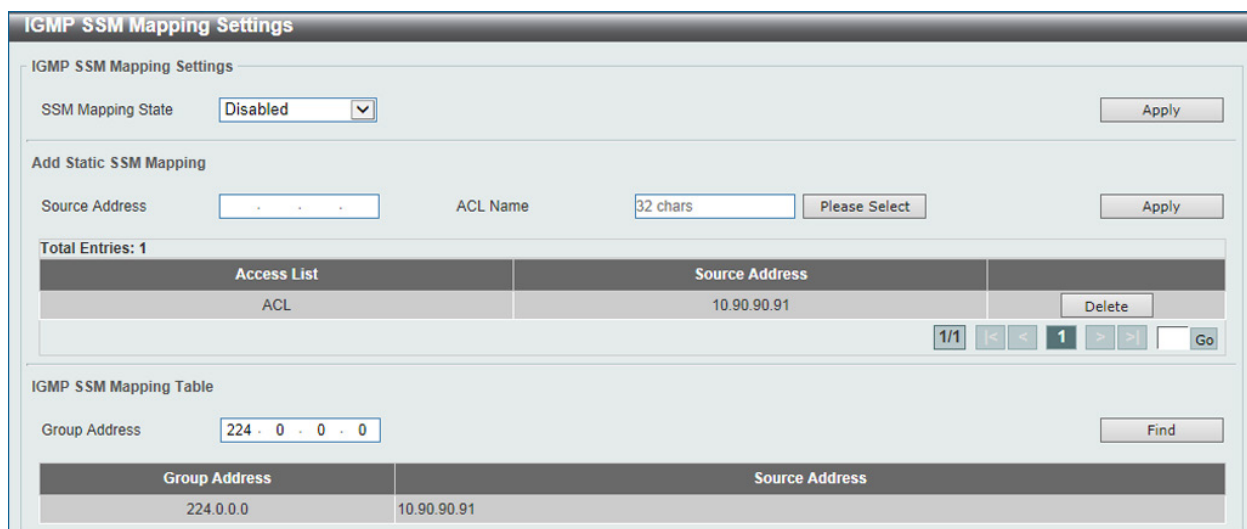 IGMP SSM Mapping Settings
IGMP SSM Mapping Settings
SSM Mapping State Disabled Apply
Add Static SSM Mapping
Source Address . . . ACL Name 32 chars Please Select Apply
Total Entries: 1
Access List Source Address
ACL 10.90.90.91 Delete
1/1 |< < 1 > >| Go
IGMP SSM Mapping Table
Group Address 224 . 0 . 0 . 0 Find
Group Address Source Address
224.0.0.0 10.90.90.91